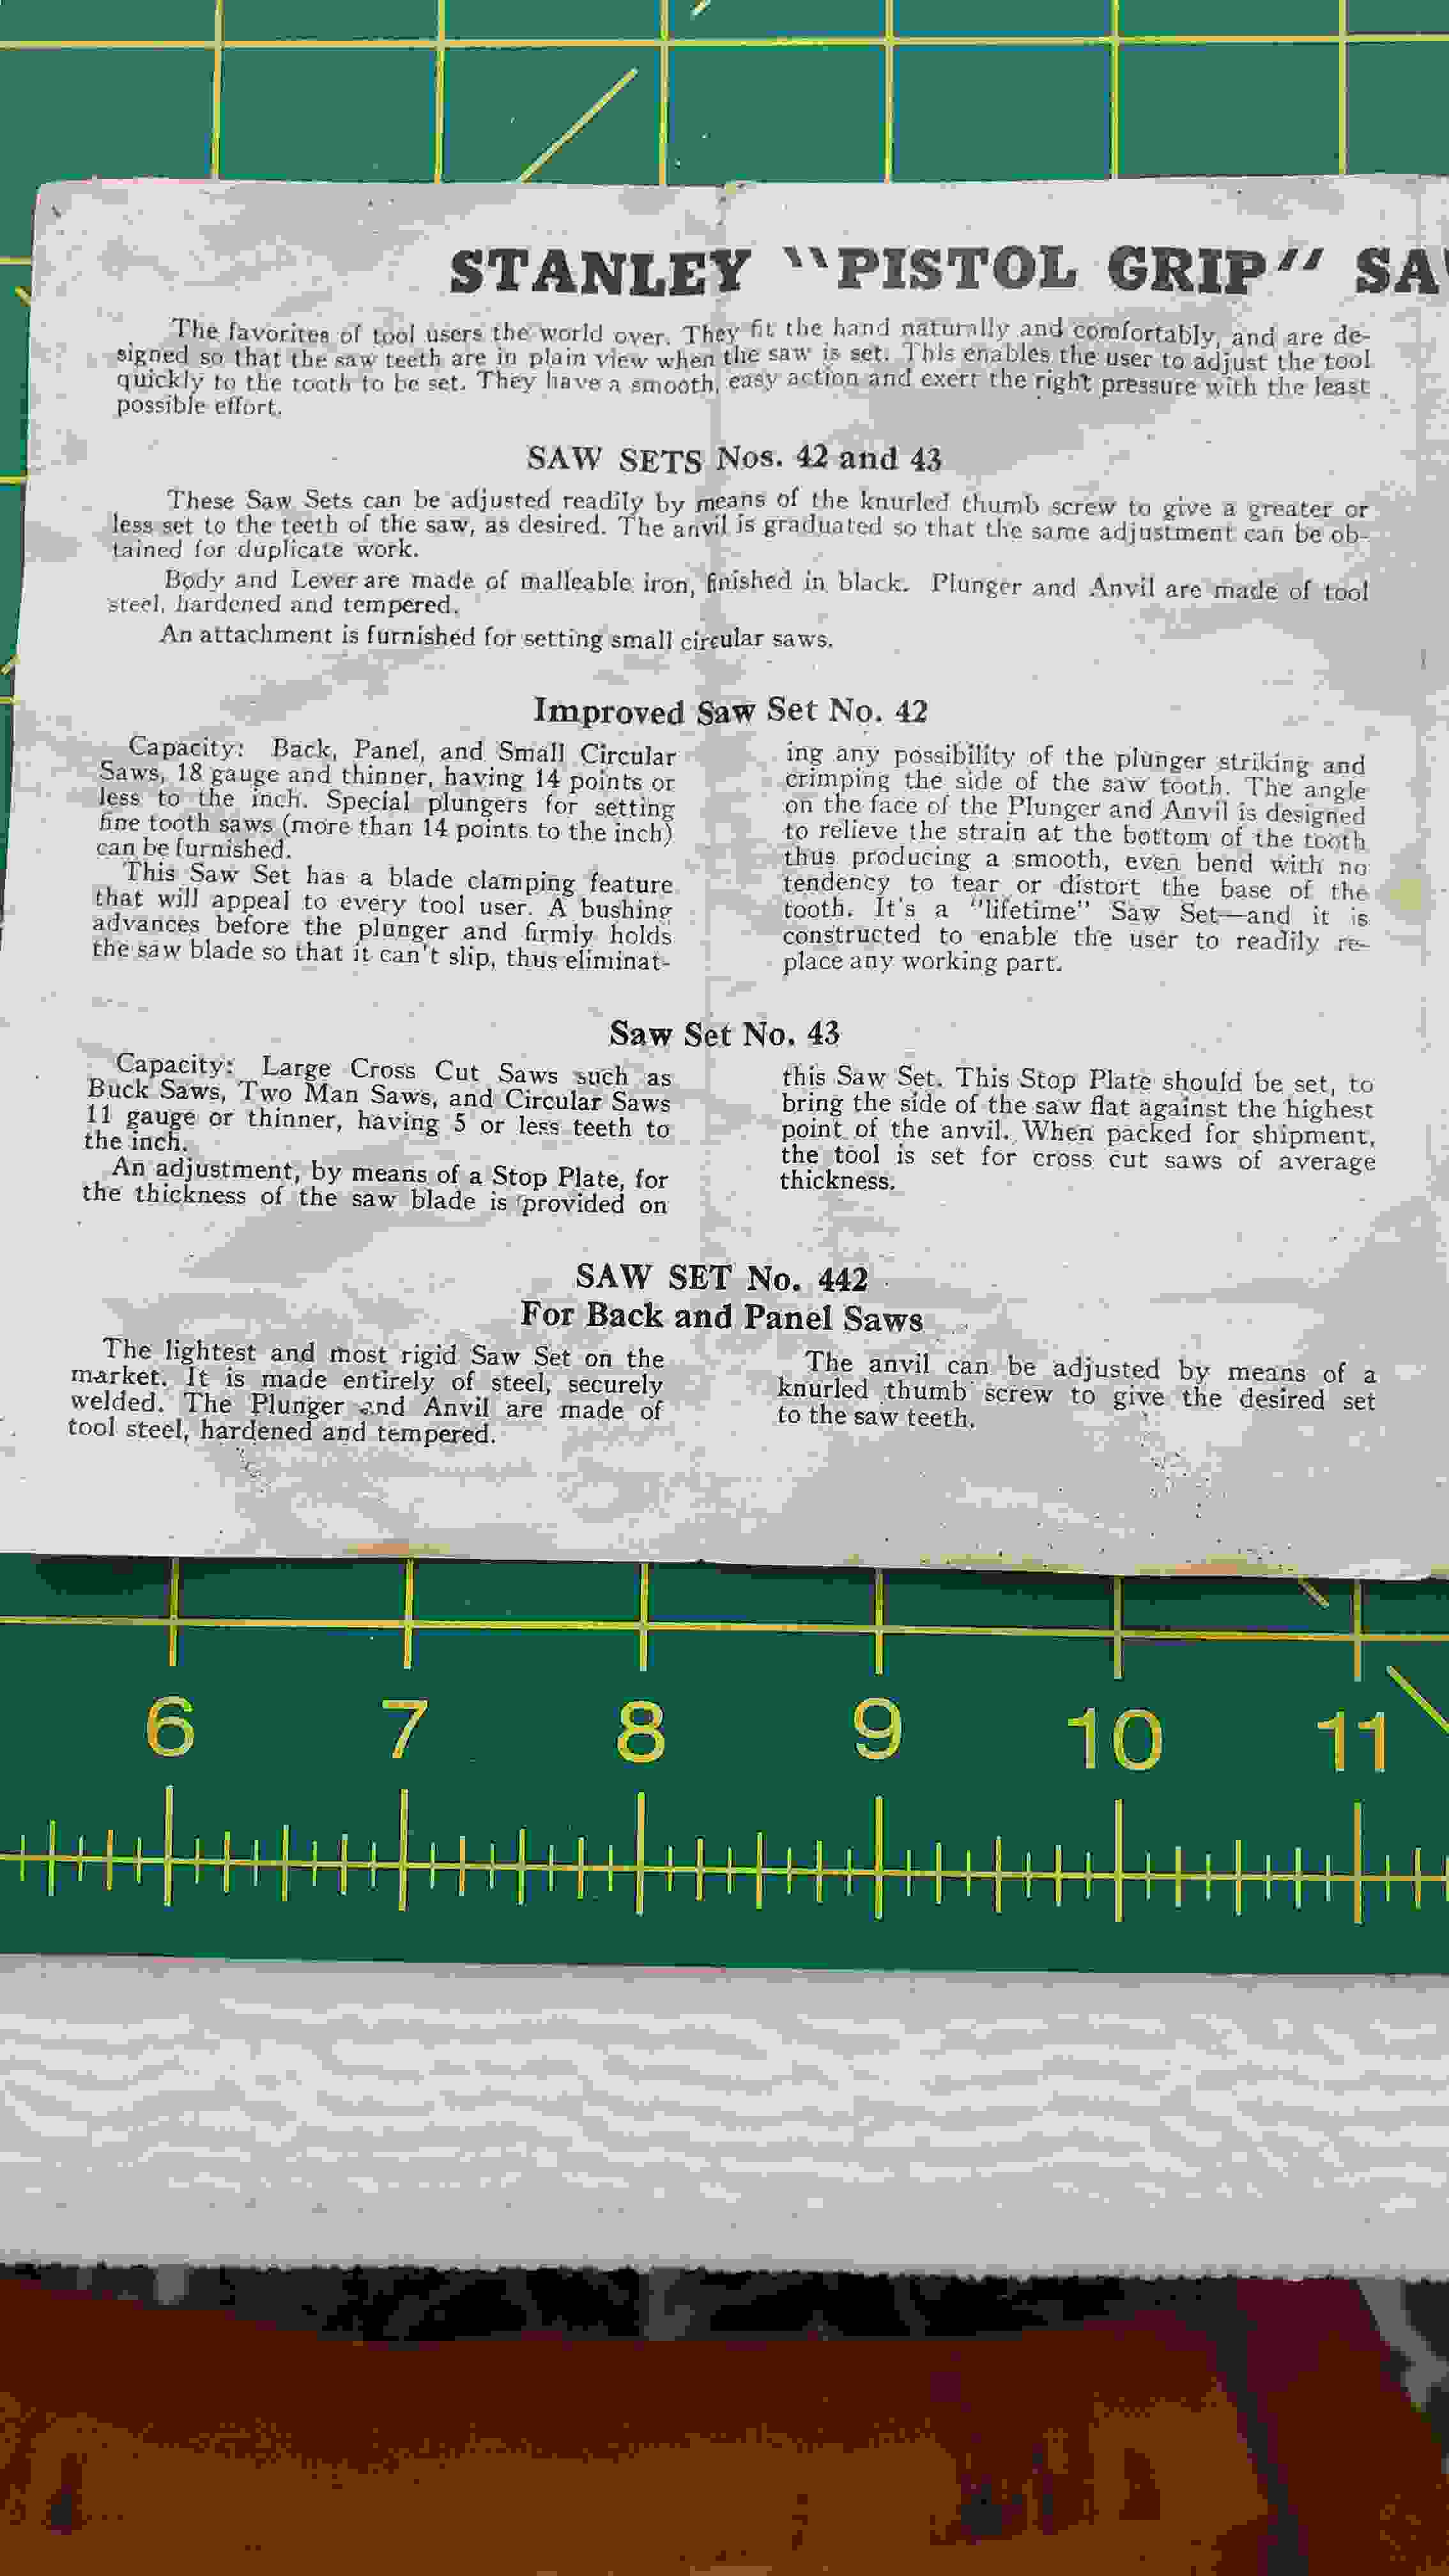 STANLEY "PISTOL GRIP" SA
The favorites of tool users the world over. They fit the hand naturally and comfortably, and are de-
signed so that the saw teeth are in plain view when the saw is set. This enables the user to adjust the tool
quickly to the tooth to be set. They have a smooth, easy action and exert the right pressure with the least
possible effort.
SAW SETS Nos. 42 and 43
These Saw Sets can be adjusted readily by means of the knurled thumb screw to give a greater or
less set to the teeth of the saw, as desired. The anvil is graduated so that the same adjustment can be ob-
tained for duplicate work.
Body and Lever are made of malleable iron, finished in black. Plunger and Anvil are made of tool
steel, hardened and tempered.
An attachment is furnished for setting small circular saws.
Improved Saw Set No. 42
Capacity: Back, Panel, and Small Circular
Saws, 18 gauge and thinner, having 14 points or
less to the inch. Special plungers for setting
fine tooth saws (more than 14 points to the inch)
can be furnished.
This Saw Set has a blade clamping feature
that will appeal to every tool user. A bushing
advances before the plunger and firmly holds
the saw blade so that it can't slip, thus eliminat-
ing any possibility of the plunger striking and
crimping the side of the saw tooth. The angle
on the face of the Plunger and Anvil is designed
to relieve the strain at the bottom of the tooth
thus producing a smooth, even bend with no
tendency to tear or distort the base of the
tooth. It's a "lifetime" Saw Set—and it is
constructed to enable the user to readily re-
place any working part.
Saw Set No. 43
Capacity: Large Cross Cut Saws such as
Buck Saws, Two Man Saws, and Circular Saws
11 gauge or thinner, having 5 or less teeth to
the inch.
An adjustment, by means of a Stop Plate, for
the thickness of the saw blade is provided on
this Saw Set. This Stop Plate should be set, to
bring the side of the saw flat against the highest
point of the anvil. When packed for shipment,
the tool is set for cross cut saws of average
thickness.
SAW SET No. 442
For Back and Panel Saws
The lightest and most rigid Saw Set on the
market. It is made entirely of steel, securely
welded. The Plunger and Anvil are made of
tool steel, hardened and tempered.
The anvil can be adjusted by means of a
knurled thumb screw to give the desired set
to the saw teeth.
6 7 8 9 10 11